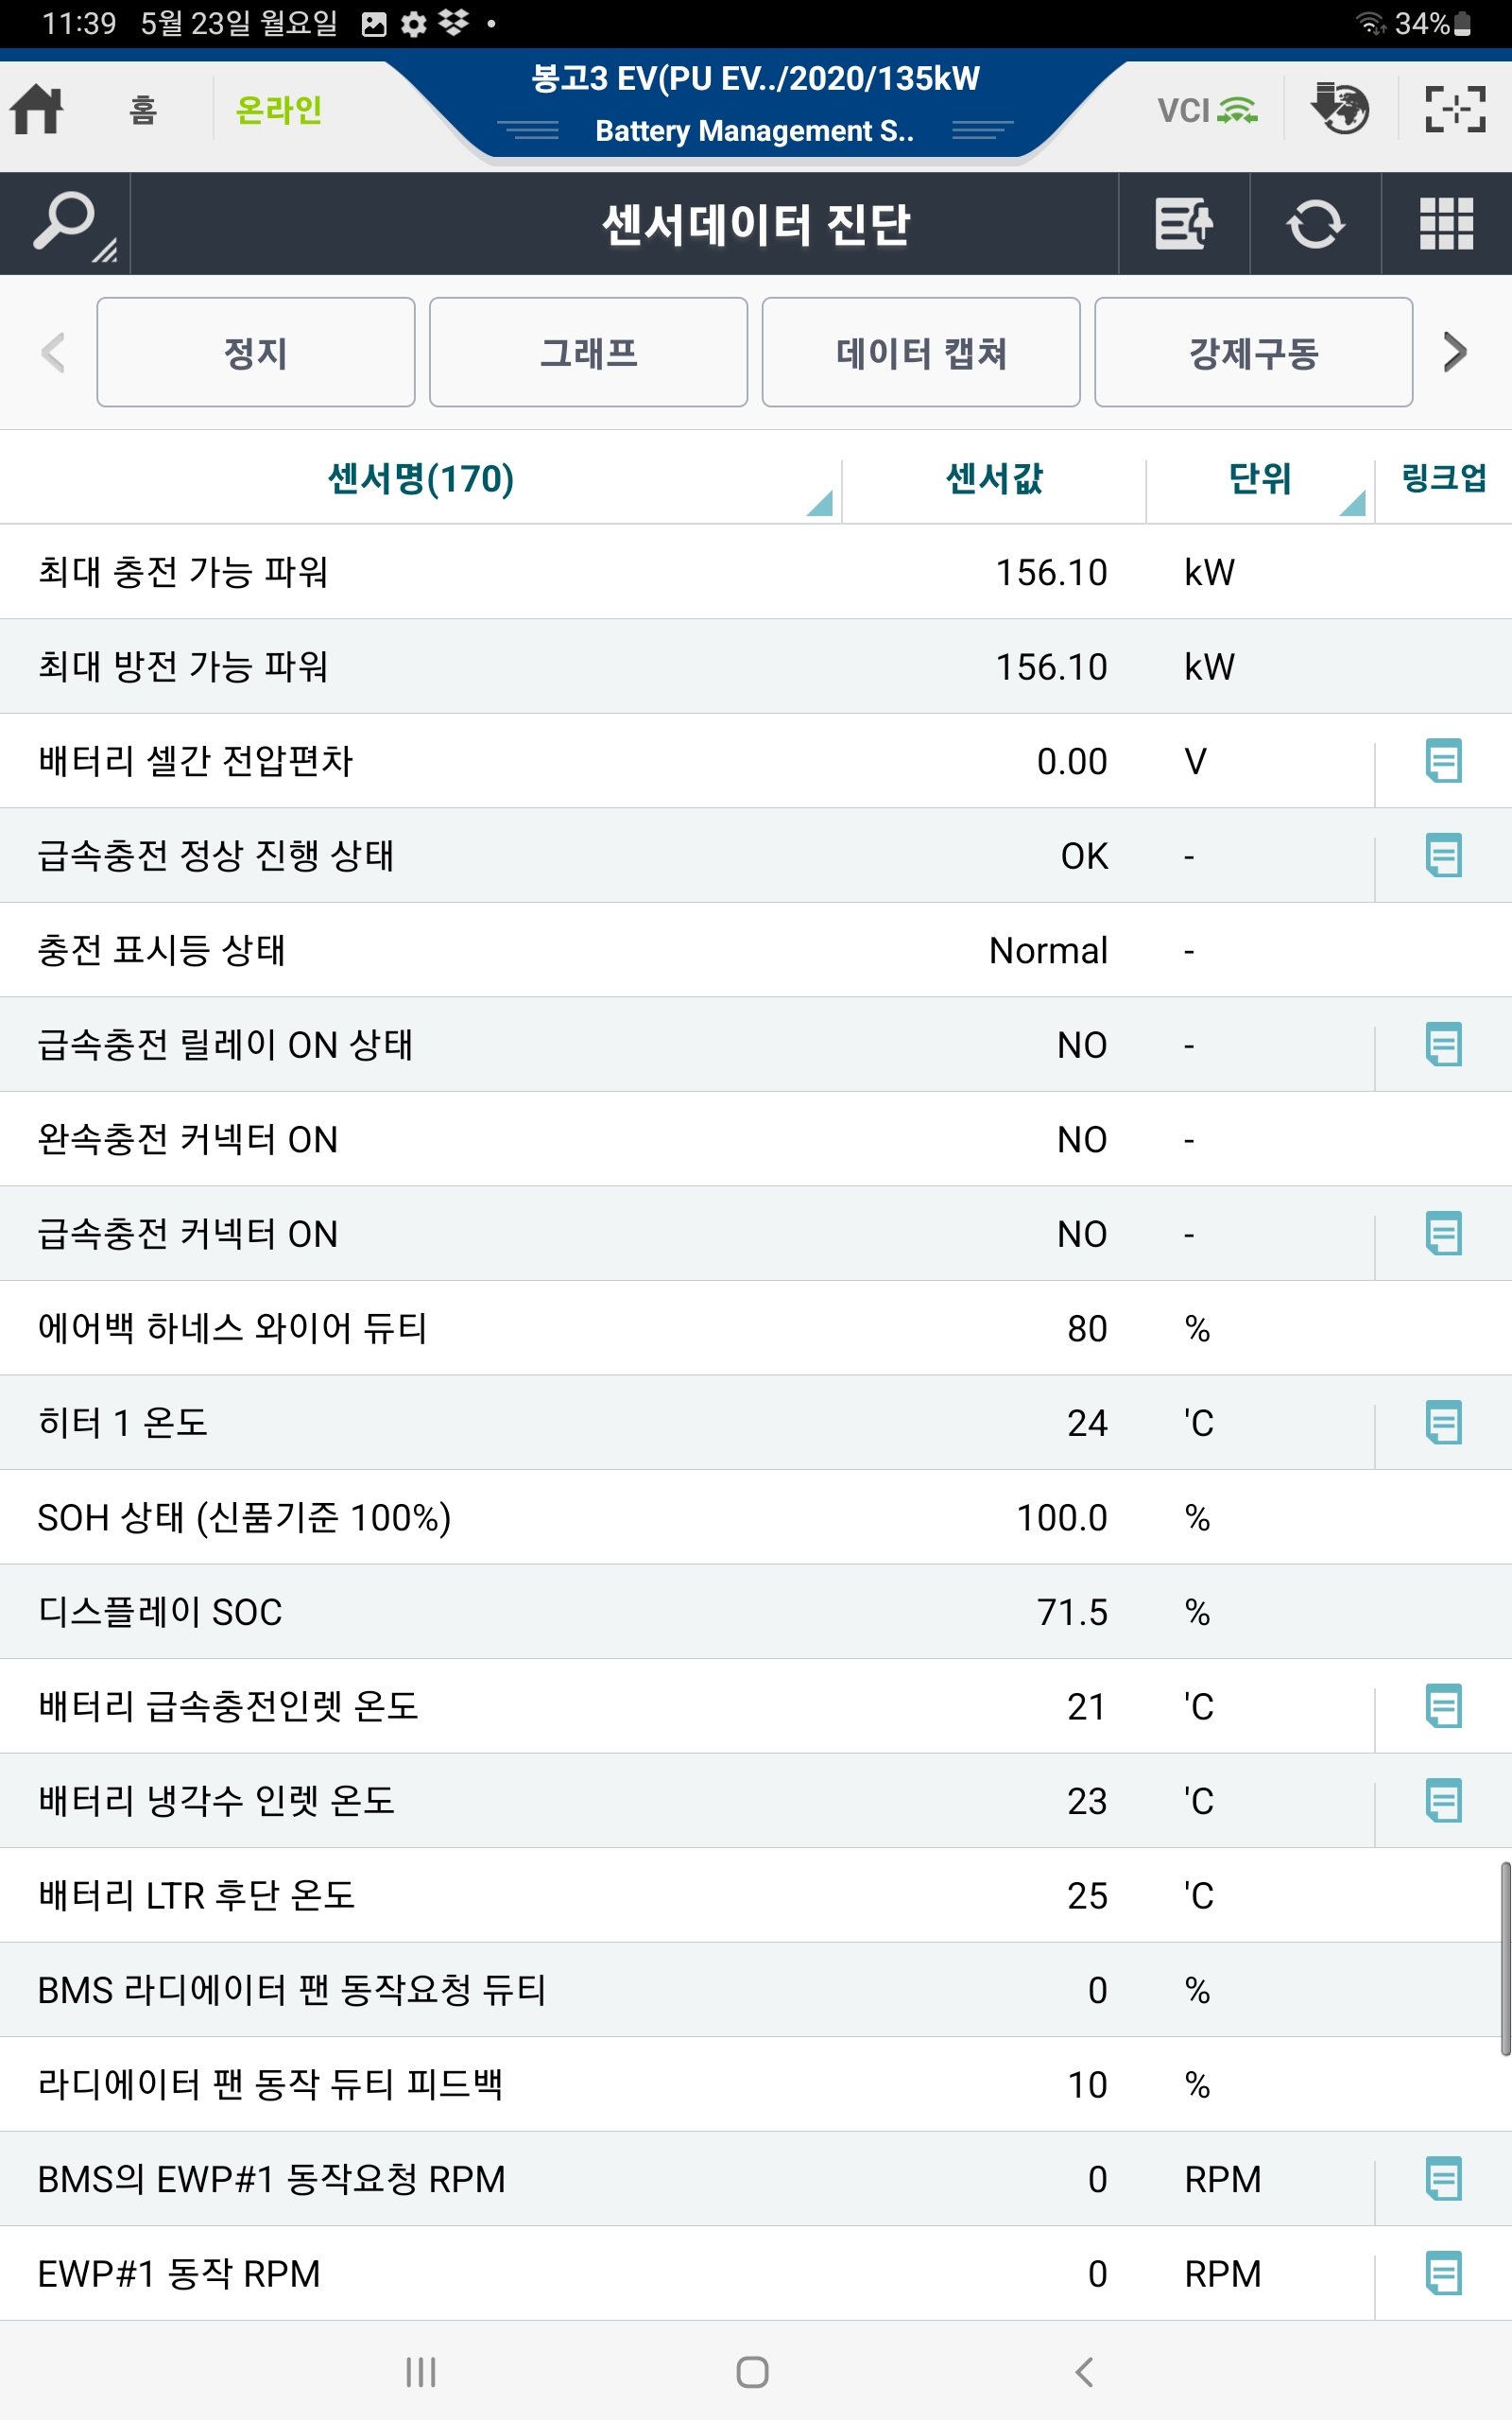 11:39 5월 23일 월요일 34%
봉고3 EV(PU EV../2020/135kW
홈 온라인 VCI
Battery Management S..
센서데이터 진단
정지 그래프 데이터 캡쳐 강제구동
센서명(170) 센서값 단위 링크업
최대 충전 가능 파워 156.10 kW
최대 방전 가능 파워 156.10 kW
배터리 셀간 전압편차 0.00 V
급속충전 정상 진행 상태 OK -
충전 표시등 상태 Normal -
급속충전 릴레이 ON 상태 NO -
완속충전 커넥터 ON NO -
급속충전 커넥터 ON NO -
에어백 하네스 와이어 듀티 80 %
히터 1 온도 24 'C
SOH 상태 (신품기준 100%) 100.0 %
디스플레이 SOC 71.5 %
배터리 급속충전인렛 온도 21 'C
배터리 냉각수 인렛 온도 23 'C
배터리 LTR 후단 온도 25 'C
BMS 라디에이터 팬 동작요청 듀티 0 %
라디에이터 팬 동작 듀티 피드백 10 %
BMS의 EWP#1 동작요청 RPM 0 RPM
EWP#1 동작 RPM 0 RPM